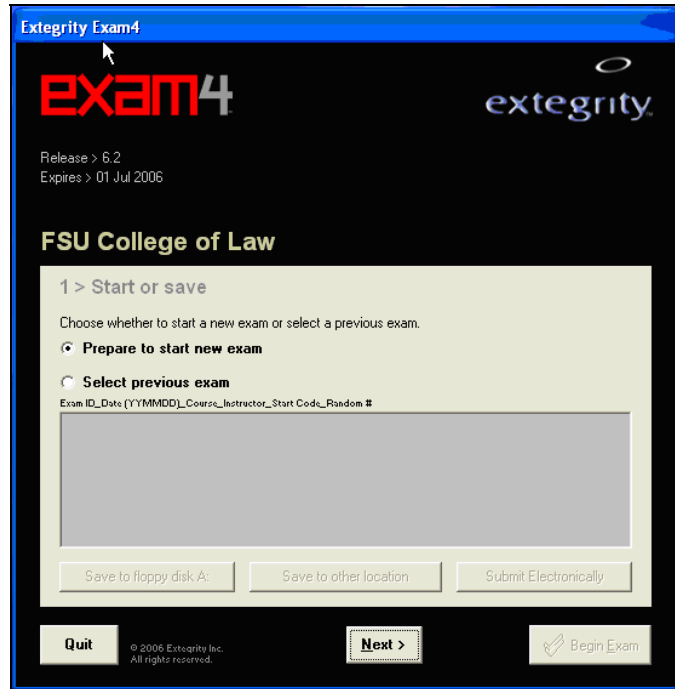 Extegrity Exam4
exam4
extegrity™
Release > 6.2
Expires > 01 Jul 2006
FSU College of Law
1 > Start or save
Choose whether to start a new exam or select a previous exam.
Prepare to start new exam
Select previous exam
Exam ID_Date (YYMMDD)_Course_Instructor_Start Code_Random #
Save to floppy disk A:
Save to other location
Submit Electronically
Quit
© 2006 Extegrity Inc.
All rights reserved.
Next >
Begin Exam